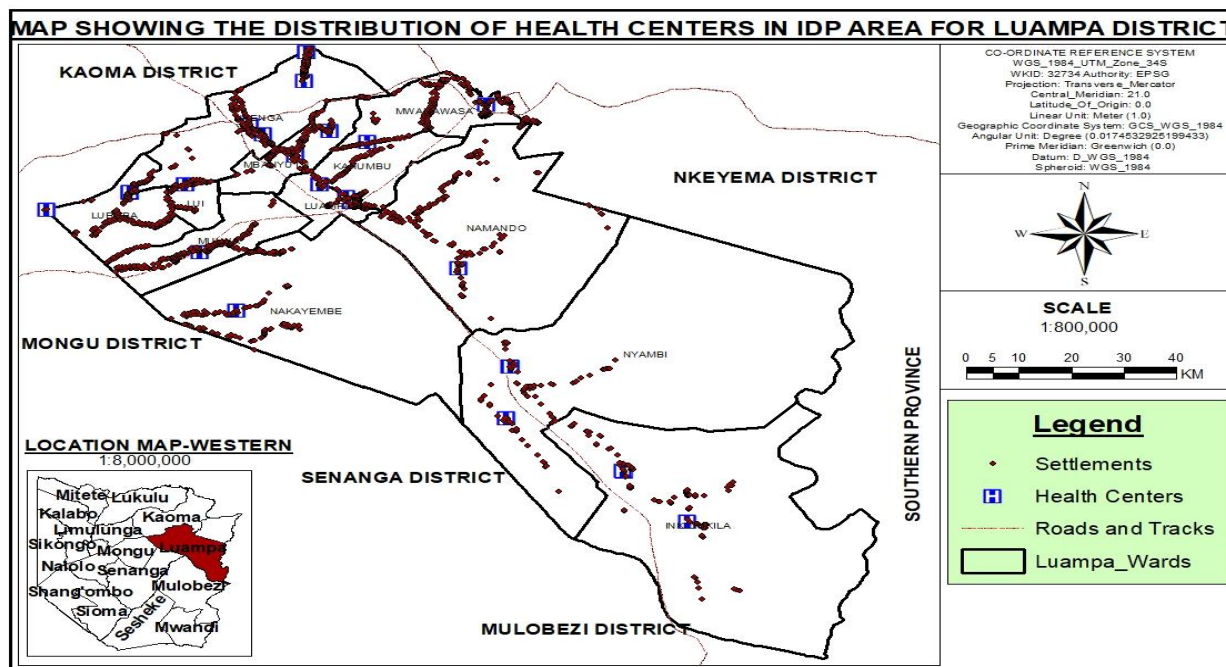 MAP SHOWING THE DISTRIBUTION OF HEALTH CENTERS IN IDP AREA FOR LUAMPA DISTRICT
CO-ORDINATE REFERENCE SYSTEM
WGS_1984_UTM_Zone_34S
WKID: 32734 Authority: EPSG
Projection: Transverse_Mercator
Central_Meridian: 21.0
Latitude_Of_Origin: 0.0
Linear Unit: Meter (1.0)
Geographic Coordinate System: GCS_WGS_1984
Angular Unit: Degree (0.0174532925199433)
Prime Meridian: Greenwich (0.0)
Datum: D_WGS_1984
Spheroid: WGS_1984
KAOMA DISTRICT
NKEYEMA DISTRICT
LUI
NAMANDO
NAKAYEMBE
NYAMBI
MONGU DISTRICT
SENANGA DISTRICT
MULOBEZI DISTRICT
SOUTHERN PROVINCE
N
W
E
S
SCALE
1:800,000
0 5 10 20 30 40
KM
Legend
Settlements
H Health Centers
Roads and Tracks
Luampa_Wards
LOCATION MAP-WESTERN
1:8,000,000
Mitete
Lukulu
Kalabo
Kaoma
Limulunga
Sikongo
Mongu
Luampa
Nalolo
Senanga
Mulobezi
Shang'ombo
Sioma
Sesheke
Mwandi